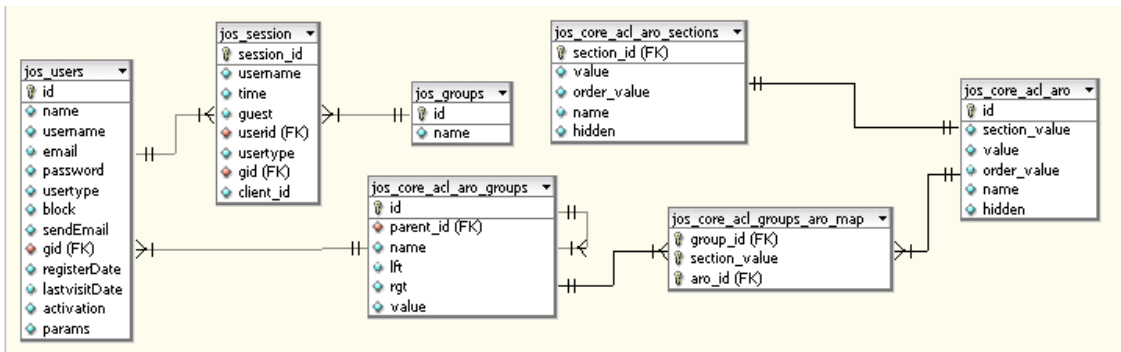 jos_users
id
name
username
email
password
usertype
block
sendEmail
gid (FK)
registerDate
lastvisitDate
activation
params
jos_session
session_id
username
time
guest
userid (FK)
usertype
gid (FK)
client_id
jos_groups
id
name
jos_core_acl_aro_sections
section_id (FK)
value
order_value
name
hidden
jos_core_acl_aro
id
section_value
value
order_value
name
hidden
jos_core_acl_aro_groups
id
parent_id (FK)
name
lft
rgt
value
jos_core_acl_groups_aro_map
group_id (FK)
section_value
aro_id (FK)